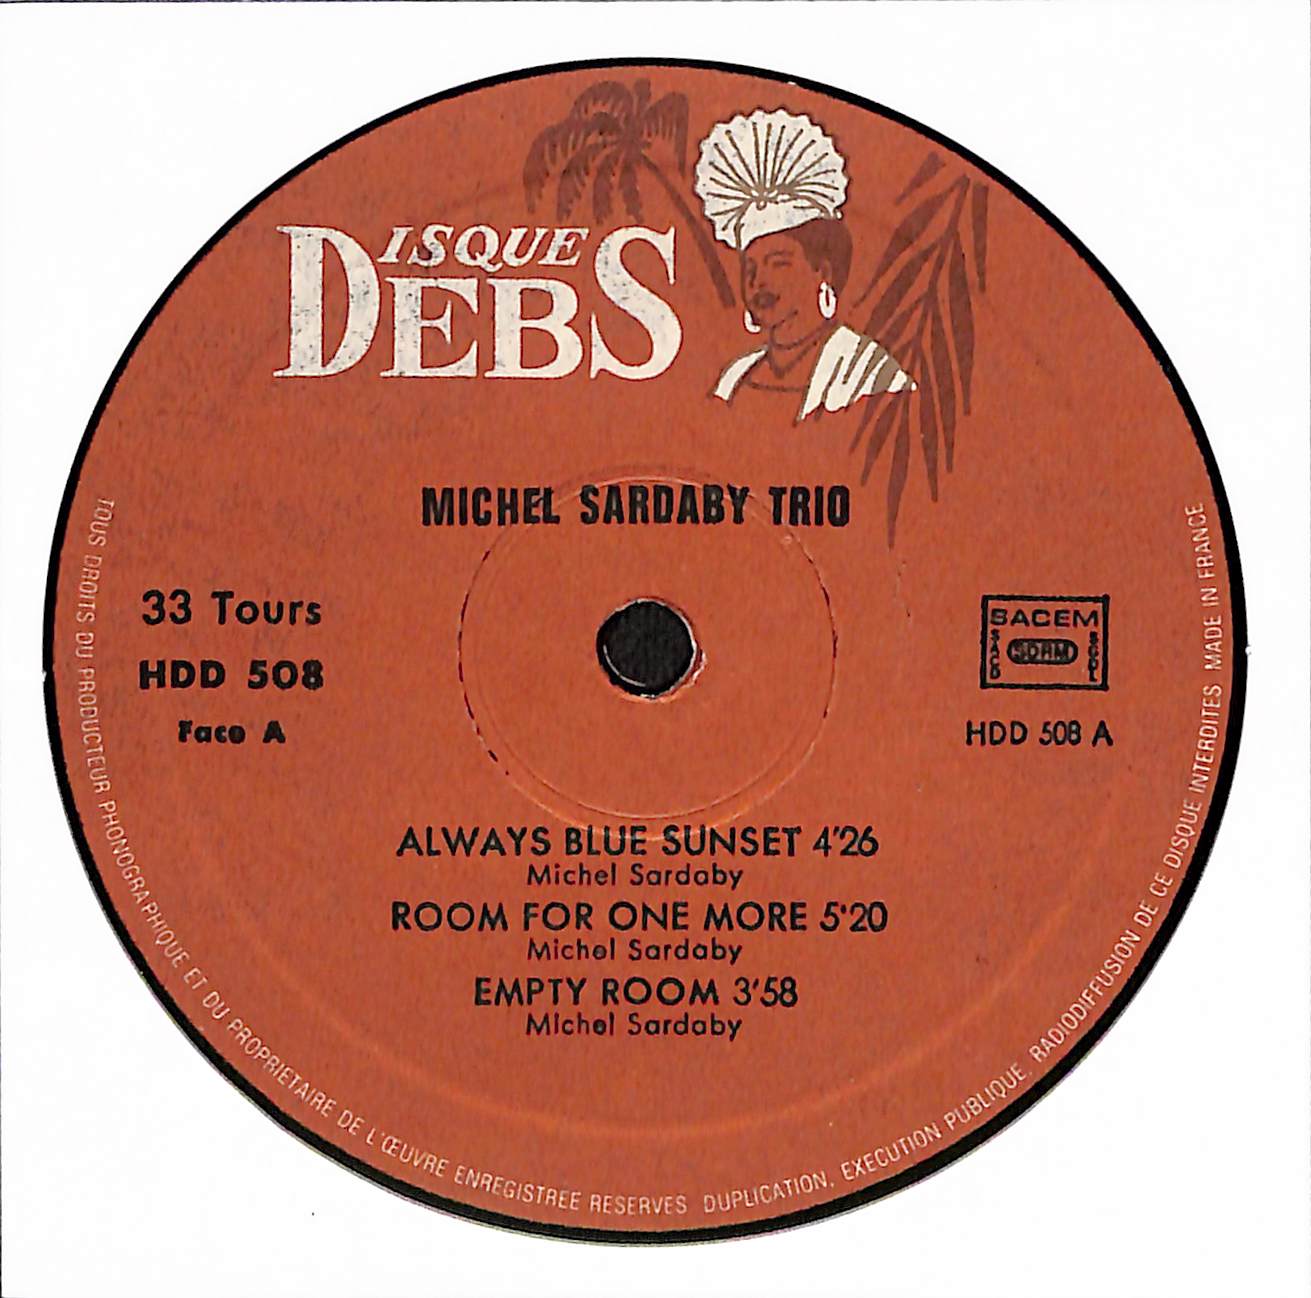 DISQUE
DEBS
MICHEL SARDABY TRIO
33 Tours
HDD 508
Face A
SACEM
SACD
SDRM
SGDL
HDD 508 A
ALWAYS BLUE SUNSET 4'26
Michel Sardaby
ROOM FOR ONE MORE 5'20
Michel Sardaby
EMPTY ROOM 3'58
Michel Sardaby
TOUS DROITS DU PRODUCTEUR PHONOGRAPHIQUE ET DU PROPRIETAIRE DE L'ŒUVRE ENREGISTREE RESERVES DUPLICATION, EXECUTION PUBLIQUE, RADIODIFFUSION DE CE DISQUE INTERDITES MADE IN FRANCE